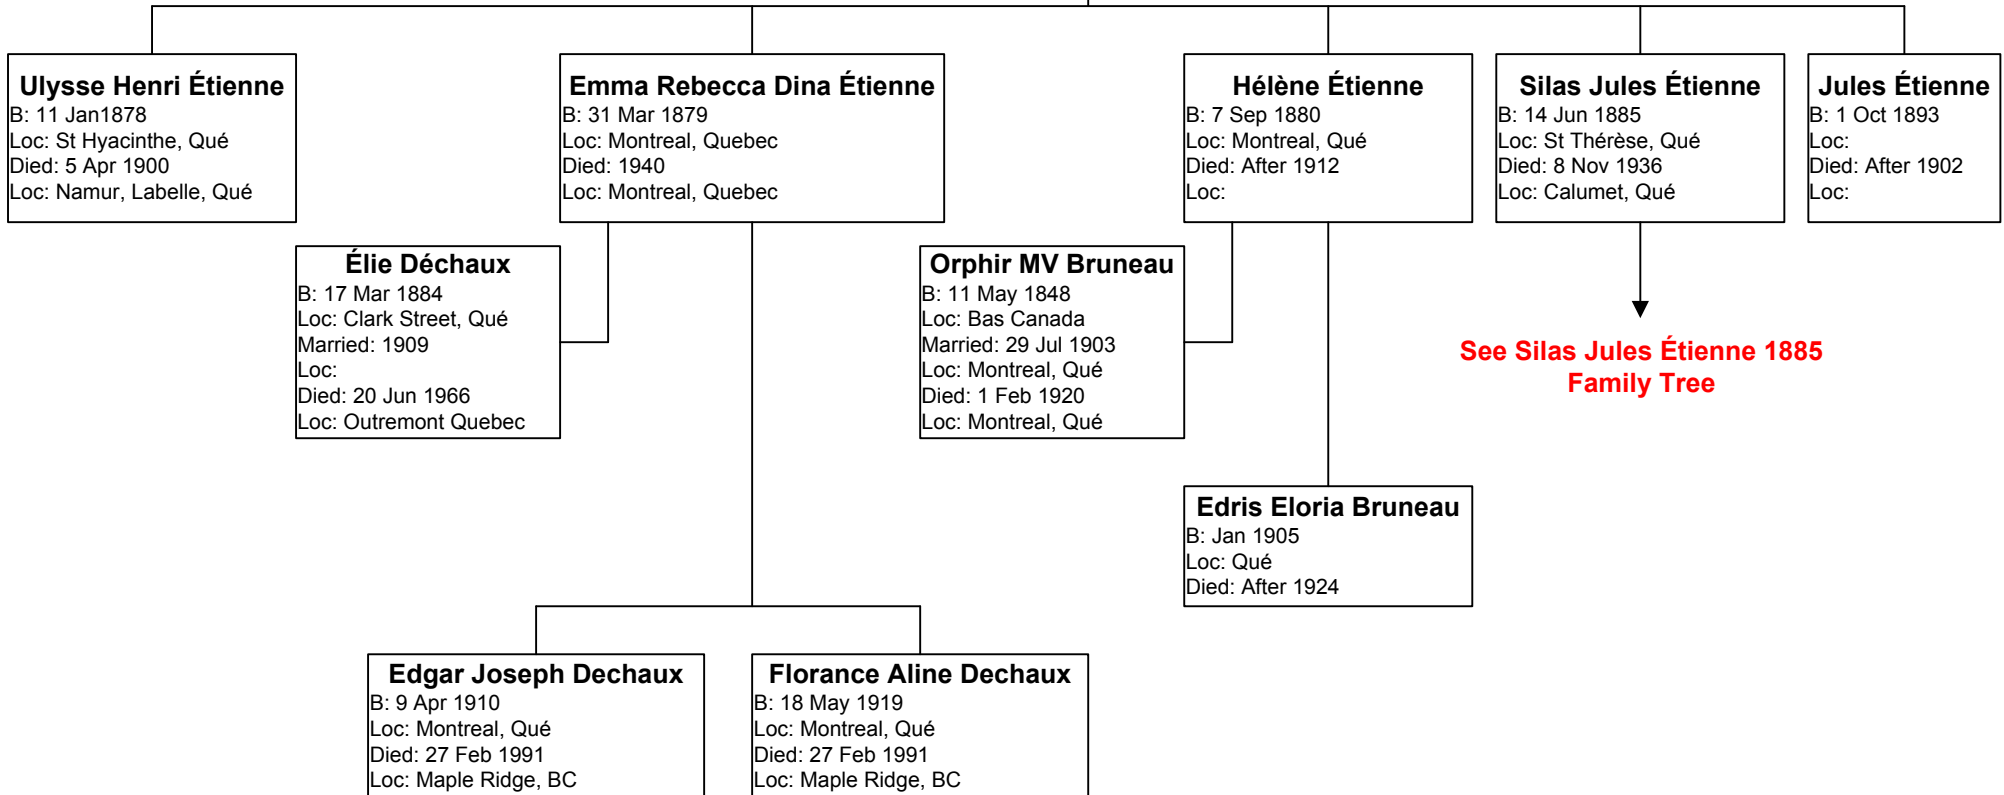 Ulysse Henri Étienne
B: 11 Jan1878
Loc: St Hyacinthe, Qué
Died: 5 Apr 1900
Loc: Namur, Labelle, Qué
Emma Rebecca Dina Étienne
B: 31 Mar 1879
Loc: Montreal, Quebec
Died: 1940
Loc: Montreal, Quebec
Hélène Étienne
B: 7 Sep 1880
Loc: Montreal, Qué
Died: After 1912
Loc:
Silas Jules Étienne
B: 14 Jun 1885
Loc: St Thérèse, Qué
Died: 8 Nov 1936
Loc: Calumet, Qué
Jules Étienne
B: 1 Oct 1893
Loc:
Died: After 1902
Loc:
Élie Déchaux
B: 17 Mar 1884
Loc: Clark Street, Qué
Married: 1909
Loc:
Died: 20 Jun 1966
Loc: Outremont Quebec
Orphir MV Bruneau
B: 11 May 1848
Loc: Bas Canada
Married: 29 Jul 1903
Loc: Montreal, Qué
Died: 1 Feb 1920
Loc: Montreal, Qué
See Silas Jules Étienne 1885
Family Tree
Edris Eloria Bruneau
B: Jan 1905
Loc: Qué
Died: After 1924
Edgar Joseph Dechaux
B: 9 Apr 1910
Loc: Montreal, Qué
Died: 27 Feb 1991
Loc: Maple Ridge, BC
Florance Aline Dechaux
B: 18 May 1919
Loc: Montreal, Qué
Died: 27 Feb 1991
Loc: Maple Ridge, BC